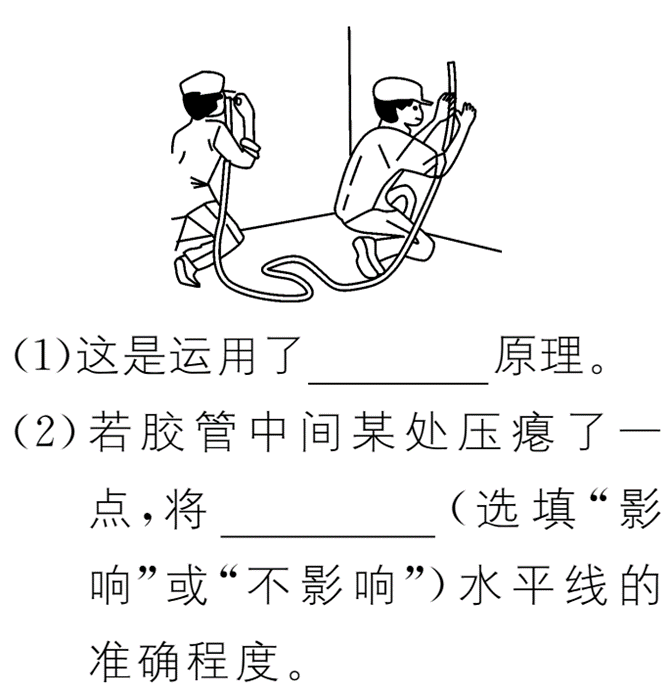 (1)这是运用了________原理。
(2)若胶管中间某处压瘪了一
点,将________(选填“影
响”或“不影响”)水平线的
准确程度。